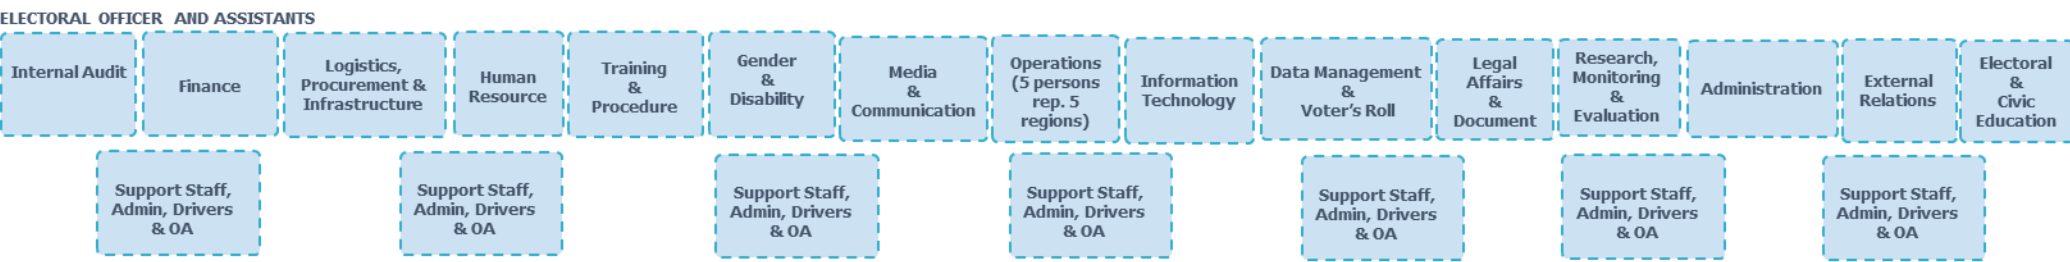 ELECTORAL OFFICER AND ASSISTANTS
Internal Audit
Finance
Logistics,
Procurement &
Infrastructure
Human
Resource
Training
&
Procedure
Gender
&
Disability
Media
&
Communication
Operations
(5 persons
rep. 5
regions)
Information
Technology
Data Management
&
Voter's Roll
Legal
Affairs
&
Document
Research,
Monitoring
&
Evaluation
Administration
External
Relations
Electoral
&
Civic
Education
Support Staff,
Admin, Drivers
& OA
Support Staff,
Admin, Drivers
& OA
Support Staff,
Admin, Drivers
& OA
Support Staff,
Admin, Drivers
& OA
Support Staff,
Admin, Drivers
& OA
Support Staff,
Admin, Drivers
& OA
Support Staff,
Admin, Drivers
& OA